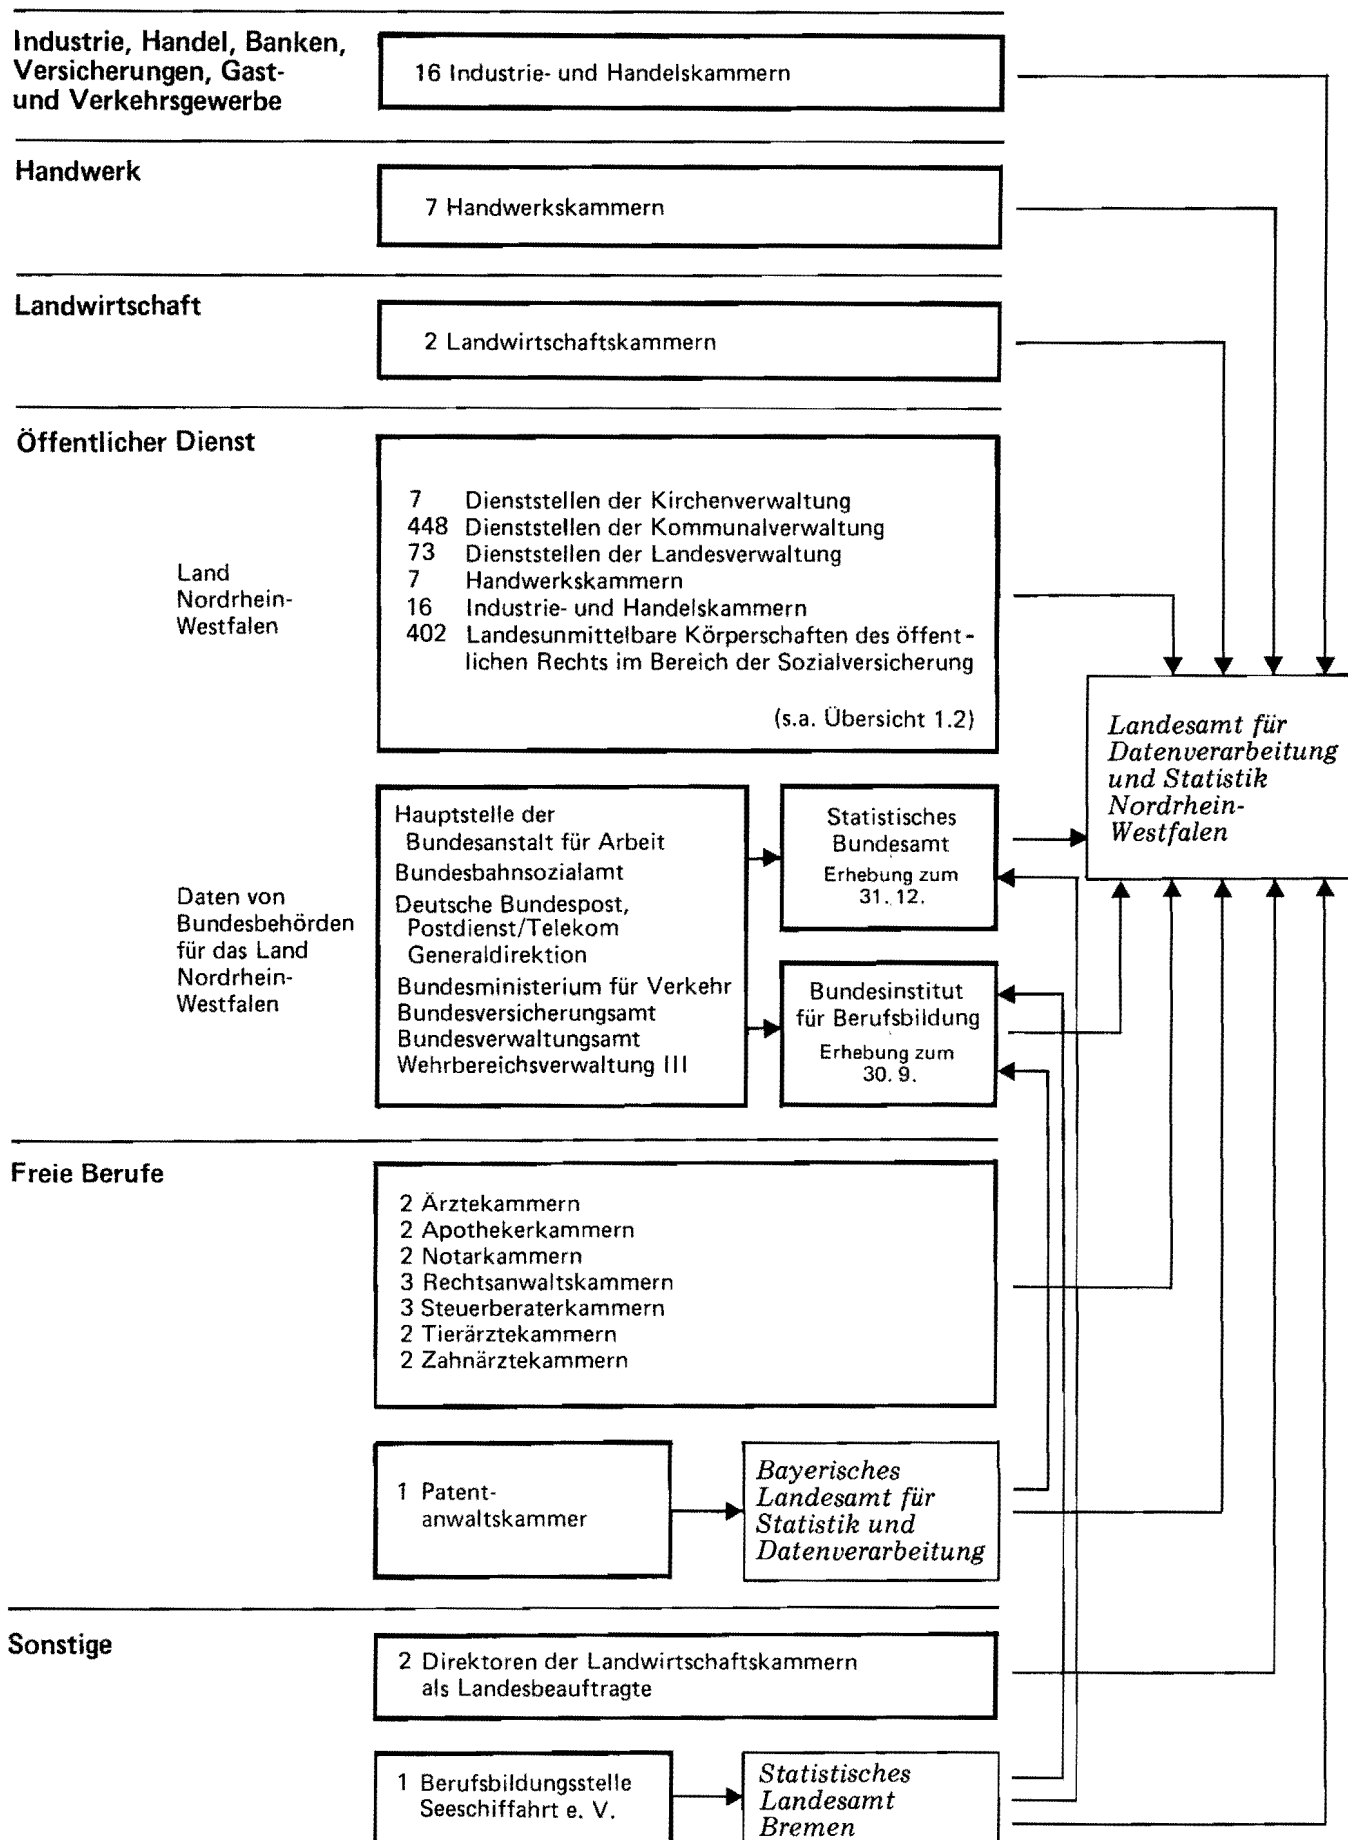 Industrie, Handel, Banken,
Versicherungen, Gast-
und Verkehrsgewerbe
16 Industrie- und Handelskammern
Handwerk
7 Handwerkskammern
Landwirtschaft
2 Landwirtschaftskammern
Öffentlicher Dienst
Land
Nordrhein-
Westfalen
7 Dienststellen der Kirchenverwaltung
448 Dienststellen der Kommunalverwaltung
73 Dienststellen der Landesverwaltung
7 Handwerkskammern
16 Industrie- und Handelskammern
402 Landesunmittelbare Körperschaften des öffent-
lichen Rechts im Bereich der Sozialversicherung
(s.a. Übersicht 1.2)
Landesamt für
Datenverarbeitung
und Statistik
Nordrhein-
Westfalen
Daten von
Bundesbehörden
für das Land
Nordrhein-
Westfalen
Hauptstelle der
Bundesanstalt für Arbeit
Bundesbahnsozialamt
Deutsche Bundespost,
Postdienst/Telekom
Generaldirektion
Bundesministerium für Verkehr
Bundesversicherungsamt
Bundesverwaltungsamt
Wehrbereichsverwaltung III
Statistisches
Bundesamt
Erhebung zum
31. 12.
Bundesinstitut
für Berufsbildung
Erhebung zum
30. 9.
Freie Berufe
2 Ärztekammern
2 Apothekerkammern
2 Notarkammern
3 Rechtsanwaltskammern
3 Steuerberaterkammern
2 Tierärztekammern
2 Zahnärztekammern
1 Patent-
anwaltskammer
Bayerisches
Landesamt für
Statistik und
Datenverarbeitung
Sonstige
2 Direktoren der Landwirtschaftskammern
als Landesbeauftragte
1 Berufsbildungsstelle
Seeschiffahrt e. V.
Statistisches
Landesamt
Bremen